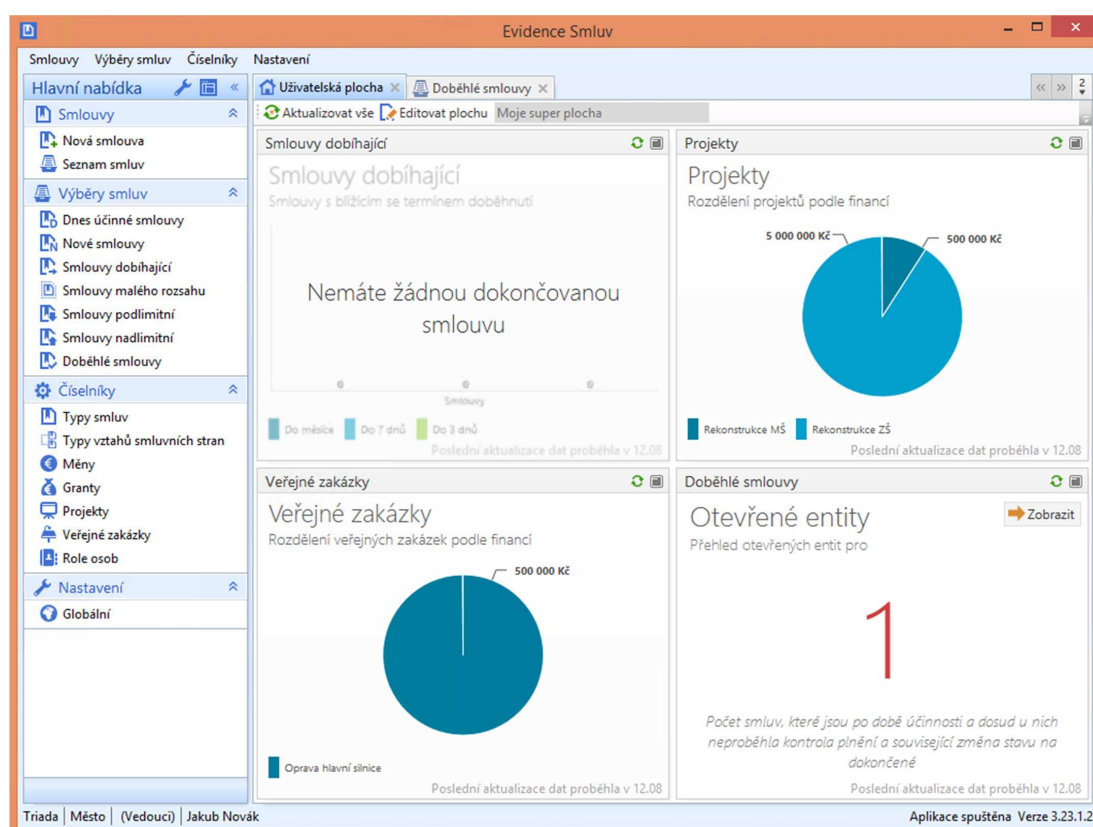 Evidence Smluv
Smlouvy Výběry smluv Číselníky Nastavení
Hlavní nabídka
Smlouvy
Nová smlouva
Seznam smluv
Výběry smluv
Dnes účinné smlouvy
Nové smlouvy
Smlouvy dobíhající
Smlouvy malého rozsahu
Smlouvy podlimitní
Smlouvy nadlimitní
Doběhlé smlouvy
Číselníky
Typy smluv
Typy vztahů smluvních stran
Měny
Granty
Projekty
Veřejné zakázky
Role osob
Nastavení
Globální
Uživatelská plocha Doběhlé smlouvy
2
Aktualizovat vše Editovat plochu Moje super plocha
Smlouvy dobíhající
Smlouvy dobíhající
Smlouvy s blížícím se termínem doběhnutí
Nemáte žádnou dokončovanou
smlouvu
0 0 0
Smlouvy
Do měsíce Do 7 dnů Do 3 dnů
Poslední aktualizace dat proběhla v 12.08
Projekty
Projekty
Rozdělení projektů podle financí
5 000 000 Kč 500 000 Kč
Rekonstrukce MŠ Rekonstrukce ZŠ
Poslední aktualizace dat proběhla v 12.08
Veřejné zakázky
Veřejné zakázky
Rozdělení veřejných zakázek podle financí
500 000 Kč
Oprava hlavní silnice
Poslední aktualizace dat proběhla v 12.08
Doběhlé smlouvy
Otevřené entity
Zobrazit
Přehled otevřených entit pro
1
Počet smluv, které jsou po době účinnosti a dosud u nich
neproběhla kontrola plnění a související změna stavu na
dokončené
Poslední aktualizace dat proběhla v 12.08
Triada Město (Vedoucí) Jakub Novák
Aplikace spuštěna Verze 3.23.1.2